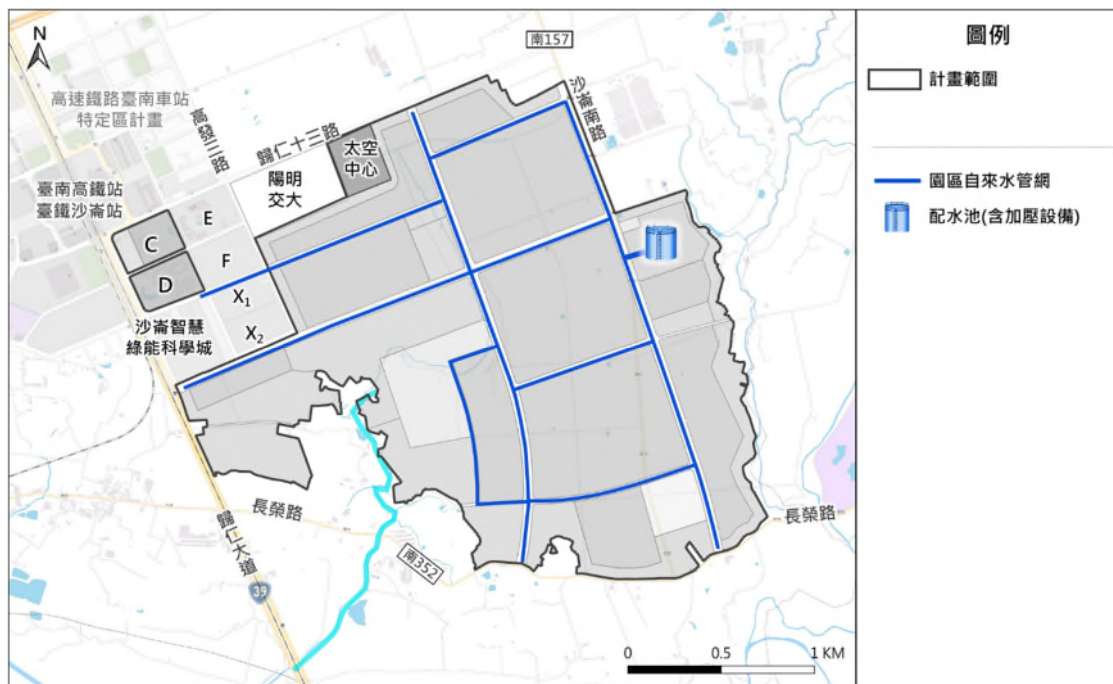 N
南157
沙崙南路
高速鐵路臺南車站
特定區計畫
高發三路
歸仁十三路
太空
中心
陽明
交大
臺南高鐵站
臺鐵沙崙站
C
E
D
F
X₁
X₂
沙崙智慧
綠能科學城
長榮路
南352
長榮路
歸仁大道
39
0
0.5
1 KM
圖例
計畫範圍
園區自來水管網
配水池(含加壓設備)